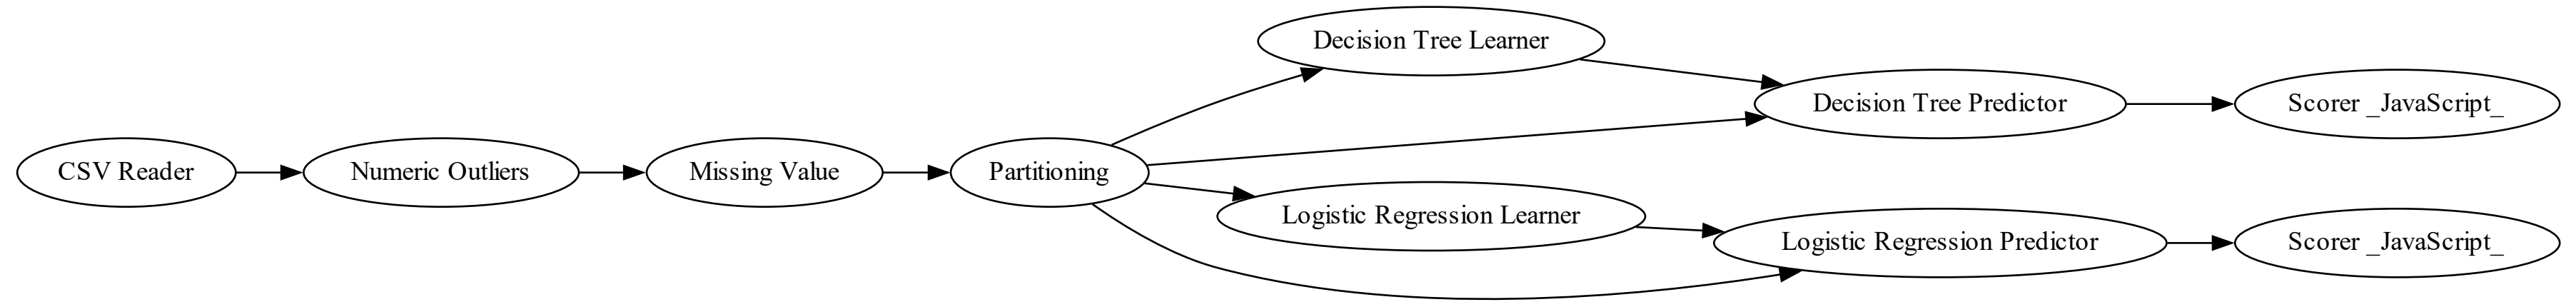 CSV Reader
Numeric Outliers
Missing Value
Partitioning
Decision Tree Learner
Decision Tree Predictor
Scorer _JavaScript_
Logistic Regression Learner
Logistic Regression Predictor
Scorer _JavaScript_